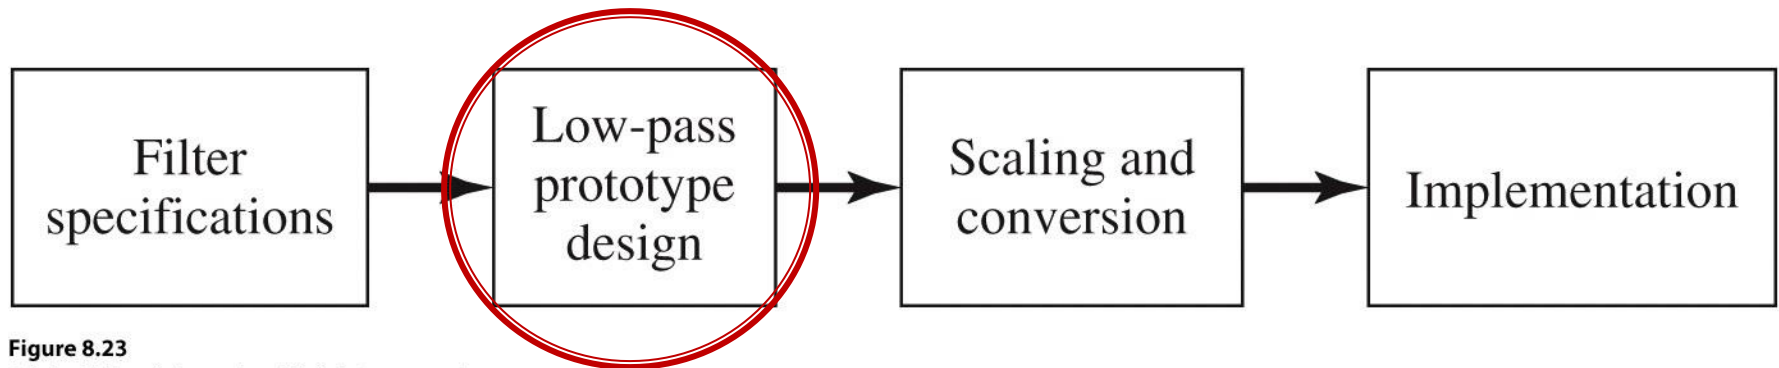 Filter
specifications
Low-pass
prototype
design
Scaling and
conversion
Implementation
Figure 8.23